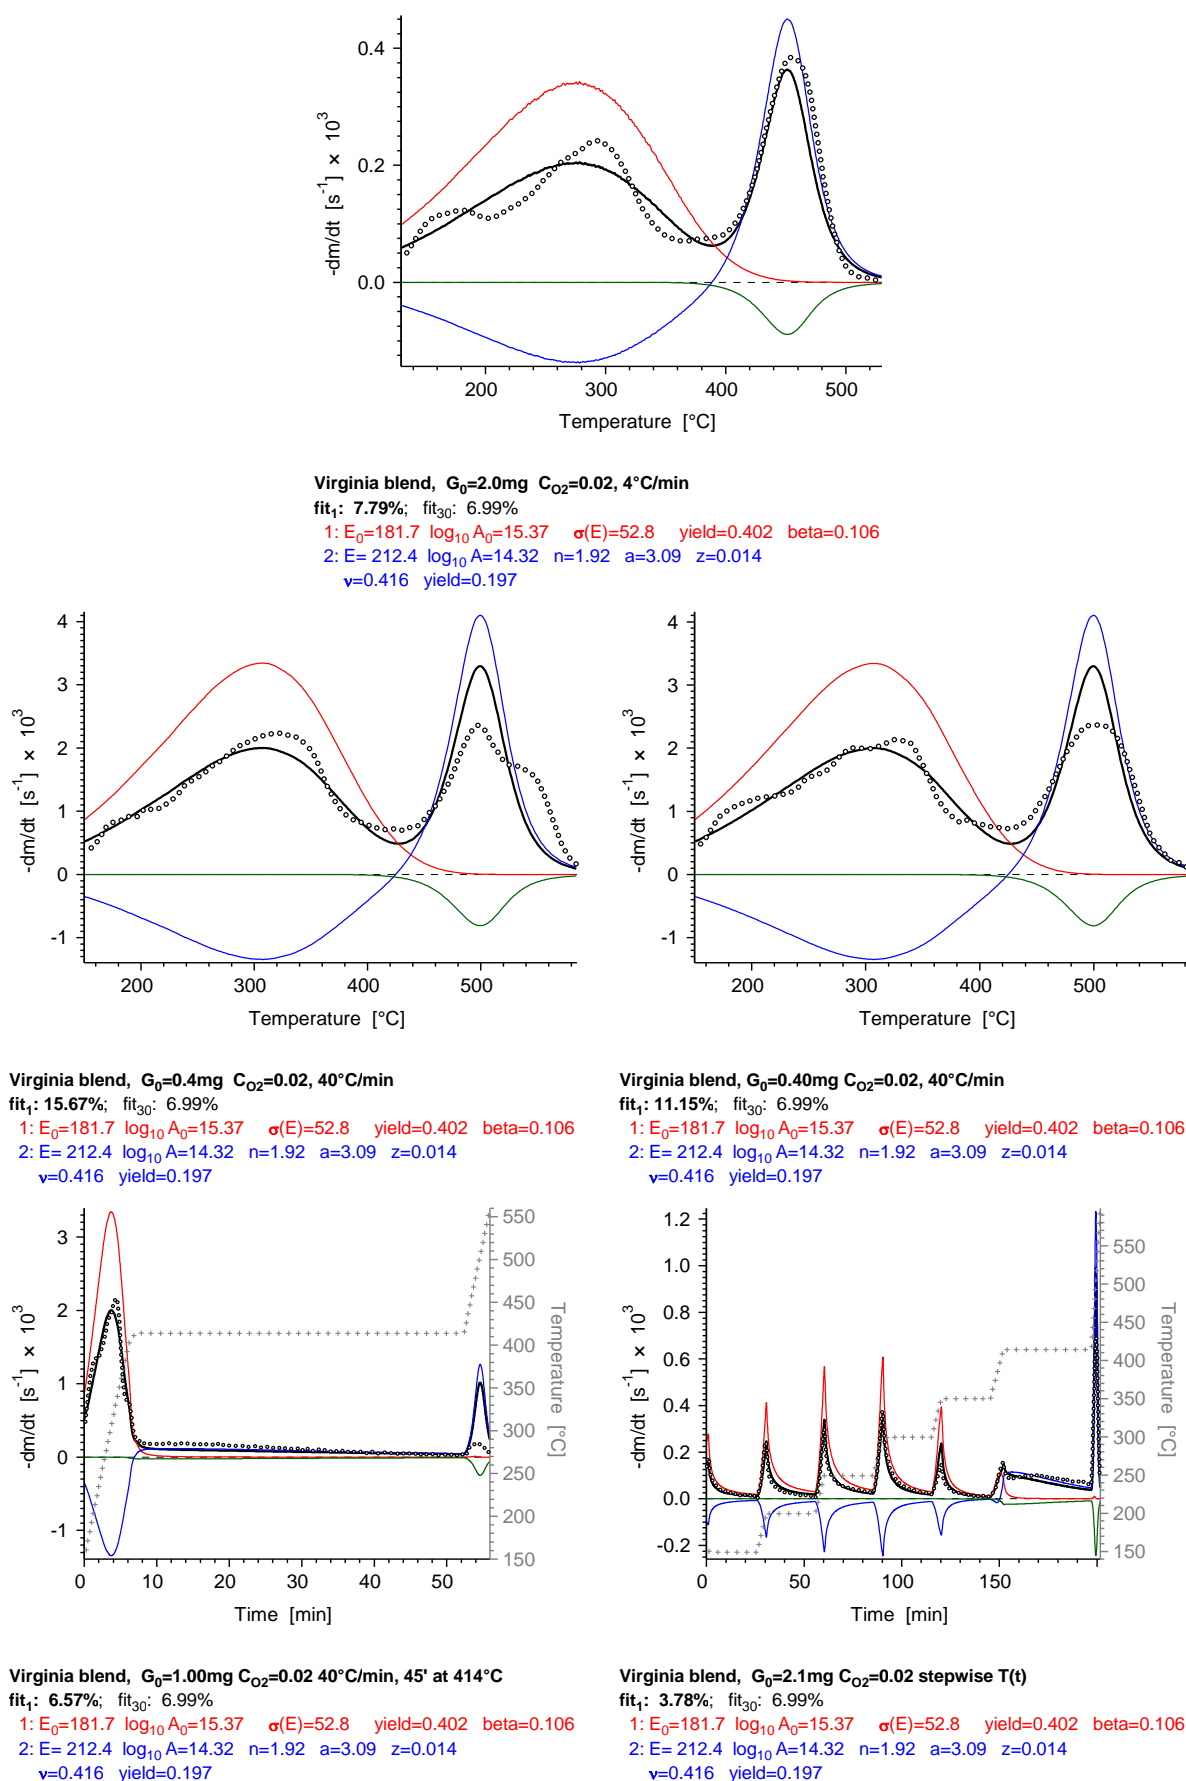 0.4
0.2
0.0
-dm/dt [s⁻¹] × 10³
200 300 400 500
Temperature [°C]
Virginia blend, G₀=2.0mg C_O2=0.02, 4°C/min
fit₁: 7.79%; fit₃₀: 6.99%
1: E₀=181.7 log₁₀ A₀=15.37 σ(E)=52.8 yield=0.402 beta=0.106
2: E= 212.4 log₁₀ A=14.32 n=1.92 a=3.09 z=0.014
ν=0.416 yield=0.197
4
3
2
1
0
-1
-dm/dt [s⁻¹] × 10³
200 300 400 500
Temperature [°C]
Virginia blend, G₀=0.4mg C_O2=0.02, 40°C/min
fit₁: 15.67%; fit₃₀: 6.99%
1: E₀=181.7 log₁₀ A₀=15.37 σ(E)=52.8 yield=0.402 beta=0.106
2: E= 212.4 log₁₀ A=14.32 n=1.92 a=3.09 z=0.014
ν=0.416 yield=0.197
4
3
2
1
0
-1
-dm/dt [s⁻¹] × 10³
200 300 400 500
Temperature [°C]
Virginia blend, G₀=0.40mg C_O2=0.02, 40°C/min
fit₁: 11.15%; fit₃₀: 6.99%
1: E₀=181.7 log₁₀ A₀=15.37 σ(E)=52.8 yield=0.402 beta=0.106
2: E= 212.4 log₁₀ A=14.32 n=1.92 a=3.09 z=0.014
ν=0.416 yield=0.197
3
2
1
0
-1
-dm/dt [s⁻¹] × 10³
550
500
450
400
350
300
250
200
150
Temperature [°C]
0 10 20 30 40 50
Time [min]
Virginia blend, G₀=1.00mg C_O2=0.02 40°C/min, 45' at 414°C
fit₁: 6.57%; fit₃₀: 6.99%
1: E₀=181.7 log₁₀ A₀=15.37 σ(E)=52.8 yield=0.402 beta=0.106
2: E= 212.4 log₁₀ A=14.32 n=1.92 a=3.09 z=0.014
ν=0.416 yield=0.197
1.2
1.0
0.8
0.6
0.4
0.2
0.0
-0.2
-dm/dt [s⁻¹] × 10³
550
500
450
400
350
300
250
200
150
Temperature [°C]
0 50 100 150
Time [min]
Virginia blend, G₀=2.1mg C_O2=0.02 stepwise T(t)
fit₁: 3.78%; fit₃₀: 6.99%
1: E₀=181.7 log₁₀ A₀=15.37 σ(E)=52.8 yield=0.402 beta=0.106
2: E= 212.4 log₁₀ A=14.32 n=1.92 a=3.09 z=0.014
ν=0.416 yield=0.197